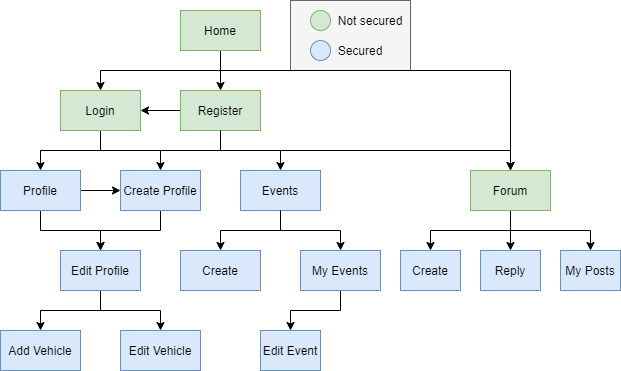 Home
Not secured
Secured
Login
Register
Profile
Create Profile
Events
Forum
Edit Profile
Create
My Events
Create
Reply
My Posts
Add Vehicle
Edit Vehicle
Edit Event